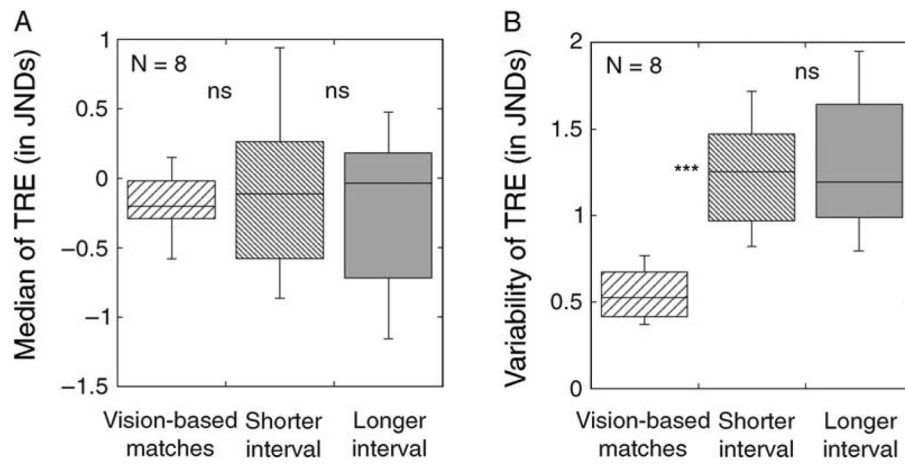 A
Median of TRE (in JNDs)
1
0.5
0
−0.5
−1
−1.5
N = 8
ns
ns
Vision-based matches
Shorter interval
Longer interval
B
Variability of TRE (in JNDs)
2
1.5
1
0.5
0
N = 8
ns
***
Vision-based matches
Shorter interval
Longer interval